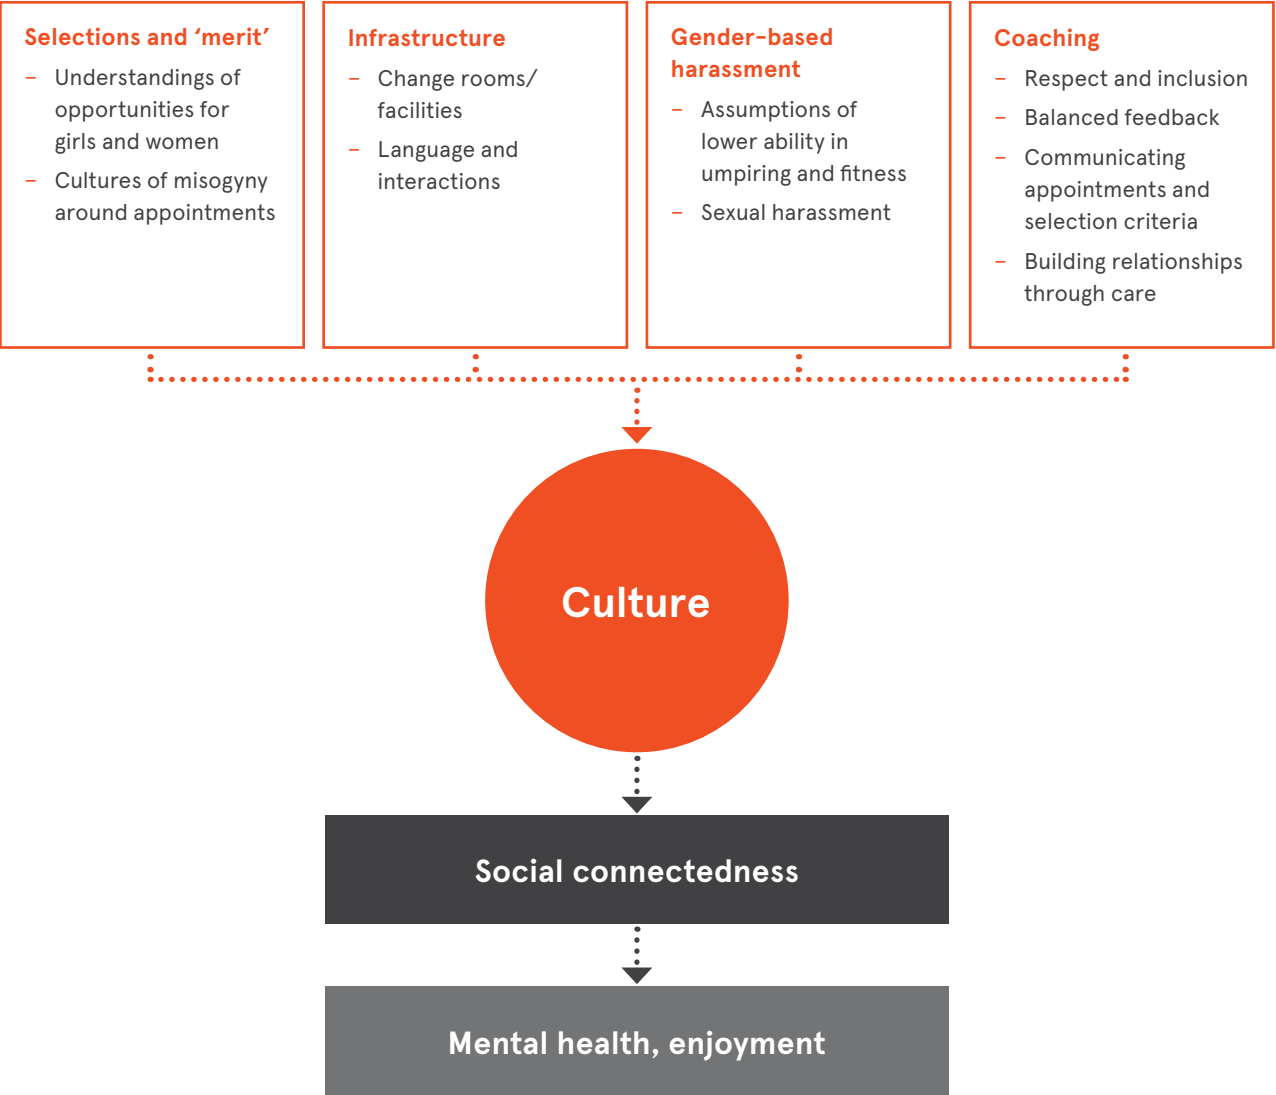 Selections and ‘merit’
– Understandings of
opportunities for
girls and women
– Cultures of misogyny
around appointments
Infrastructure
– Change rooms/
facilities
– Language and
interactions
Gender-based
harassment
– Assumptions of
lower ability in
umpiring and fitness
– Sexual harassment
Coaching
– Respect and inclusion
– Balanced feedback
– Communicating
appointments and
selection criteria
– Building relationships
through care
Culture
Social connectedness
Mental health, enjoyment